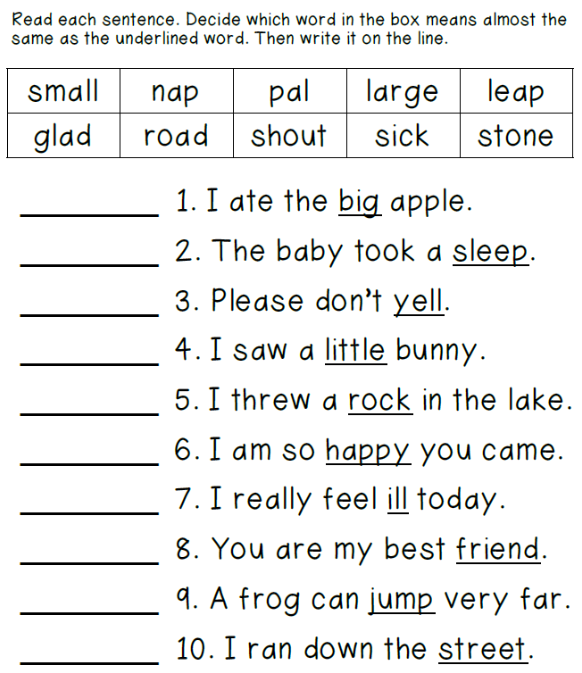 Read each sentence. Decide which word in the box means almost the
same as the underlined word. Then write it on the line.
small nap pal large leap
glad road shout sick stone
1. I ate the big apple.
2. The baby took a sleep.
3. Please don't yell.
4. I saw a little bunny.
5. I threw a rock in the lake.
6. I am so happy you came.
7. I really feel ill today.
8. You are my best friend.
9. A frog can jump very far.
10. I ran down the street.